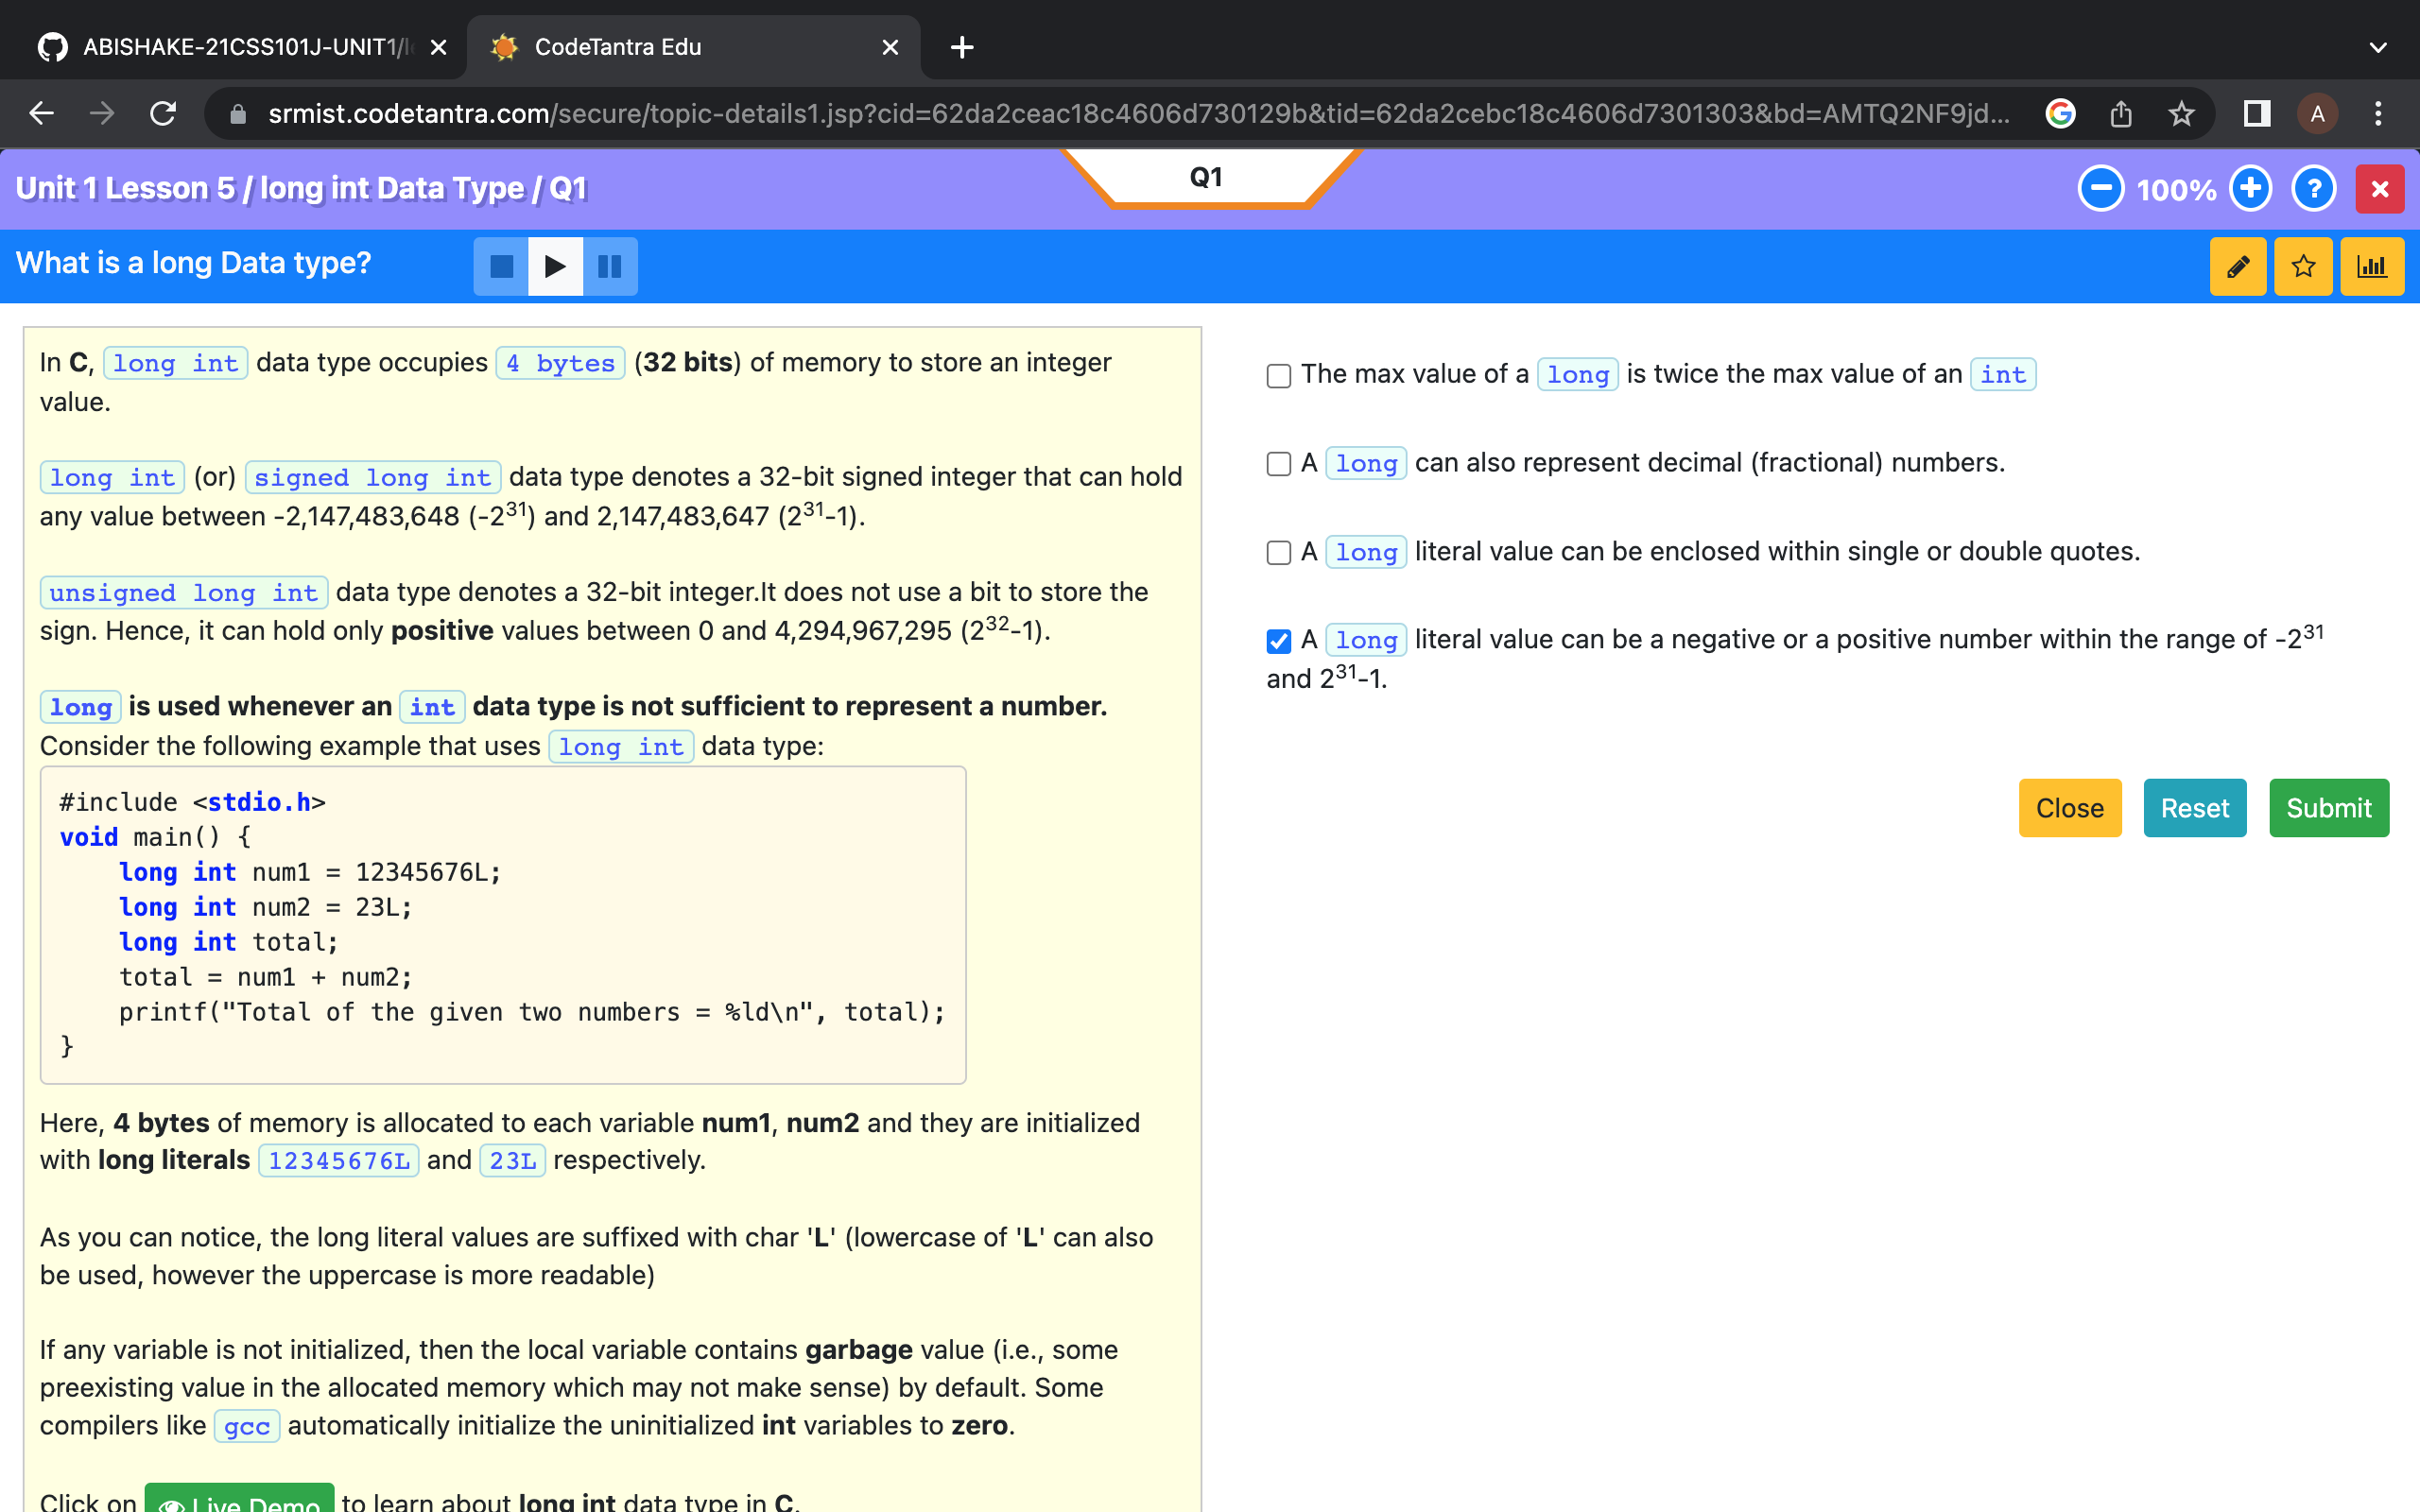 ABISHAKE-21CSS101J-UNIT1/
CodeTantra Edu
srmist.codetantra.com/secure/topic-details1.jsp?cid=62da2ceac18c4606d730129b&tid=62da2cebc18c4606d7301303&bd=AMTQ2NF9jd...
A
Unit 1 Lesson 5 / long int Data Type / Q1
Q1
100%
?
What is a long Data type?
In C, long int data type occupies 4 bytes (32 bits) of memory to store an integer
value.
long int (or) signed long int data type denotes a 32-bit signed integer that can hold
any value between -2,147,483,648 (-2³¹) and 2,147,483,647 (2³¹-1).
unsigned long int data type denotes a 32-bit integer.It does not use a bit to store the
sign. Hence, it can hold only positive values between 0 and 4,294,967,295 (2³²-1).
long is used whenever an int data type is not sufficient to represent a number.
Consider the following example that uses long int data type:
#include <stdio.h>
void main() {
    long int num1 = 12345676L;
    long int num2 = 23L;
    long int total;
    total = num1 + num2;
    printf("Total of the given two numbers = %ld\n", total);
}
Here, 4 bytes of memory is allocated to each variable num1, num2 and they are initialized
with long literals 12345676L and 23L respectively.
As you can notice, the long literal values are suffixed with char 'L' (lowercase of 'L' can also
be used, however the uppercase is more readable)
If any variable is not initialized, then the local variable contains garbage value (i.e., some
preexisting value in the allocated memory which may not make sense) by default. Some
compilers like gcc automatically initialize the uninitialized int variables to zero.
Click on Live Demo to learn about long int data type in C.
The max value of a long is twice the max value of an int
A long can also represent decimal (fractional) numbers.
A long literal value can be enclosed within single or double quotes.
A long literal value can be a negative or a positive number within the range of -2³¹
and 2³¹-1.
Close
Reset
Submit